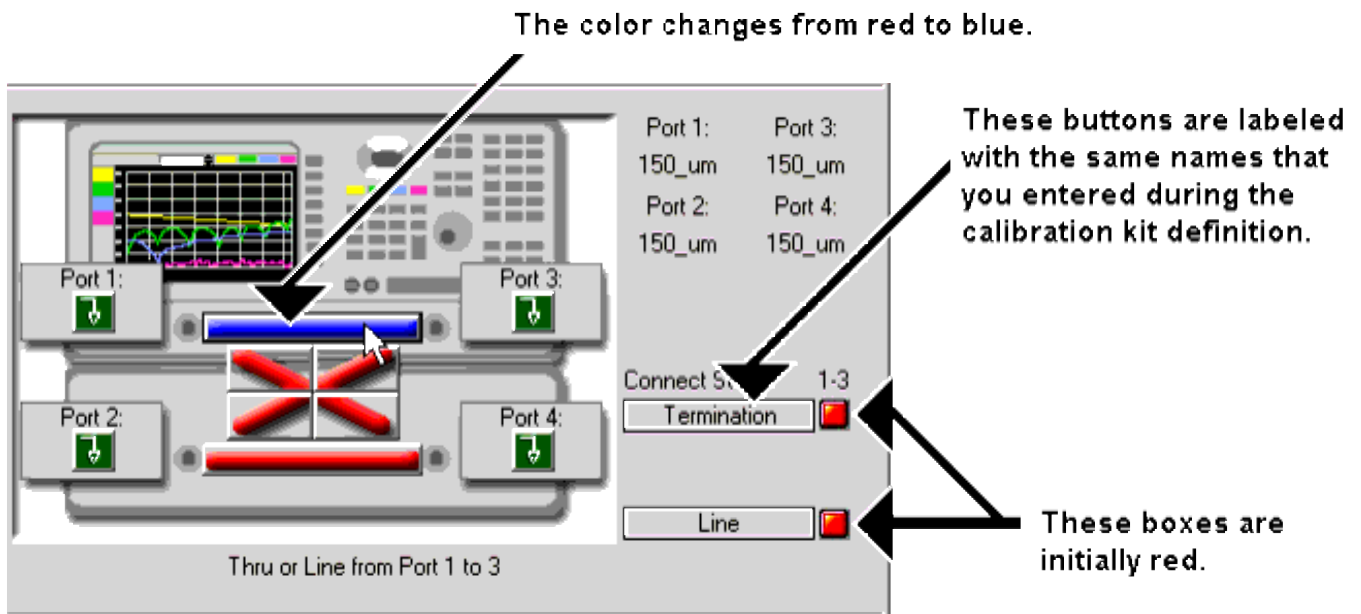 The color changes from red to blue.
Port 1: Port 3:
150_um 150_um
Port 2: Port 4:
150_um 150_um
These buttons are labeled
with the same names that
you entered during the
calibration kit definition.
Port 1: Port 3:
Port 2: Port 4:
Connect 1-3
Termination
Line
These boxes are
initially red.
Thru or Line from Port 1 to 3